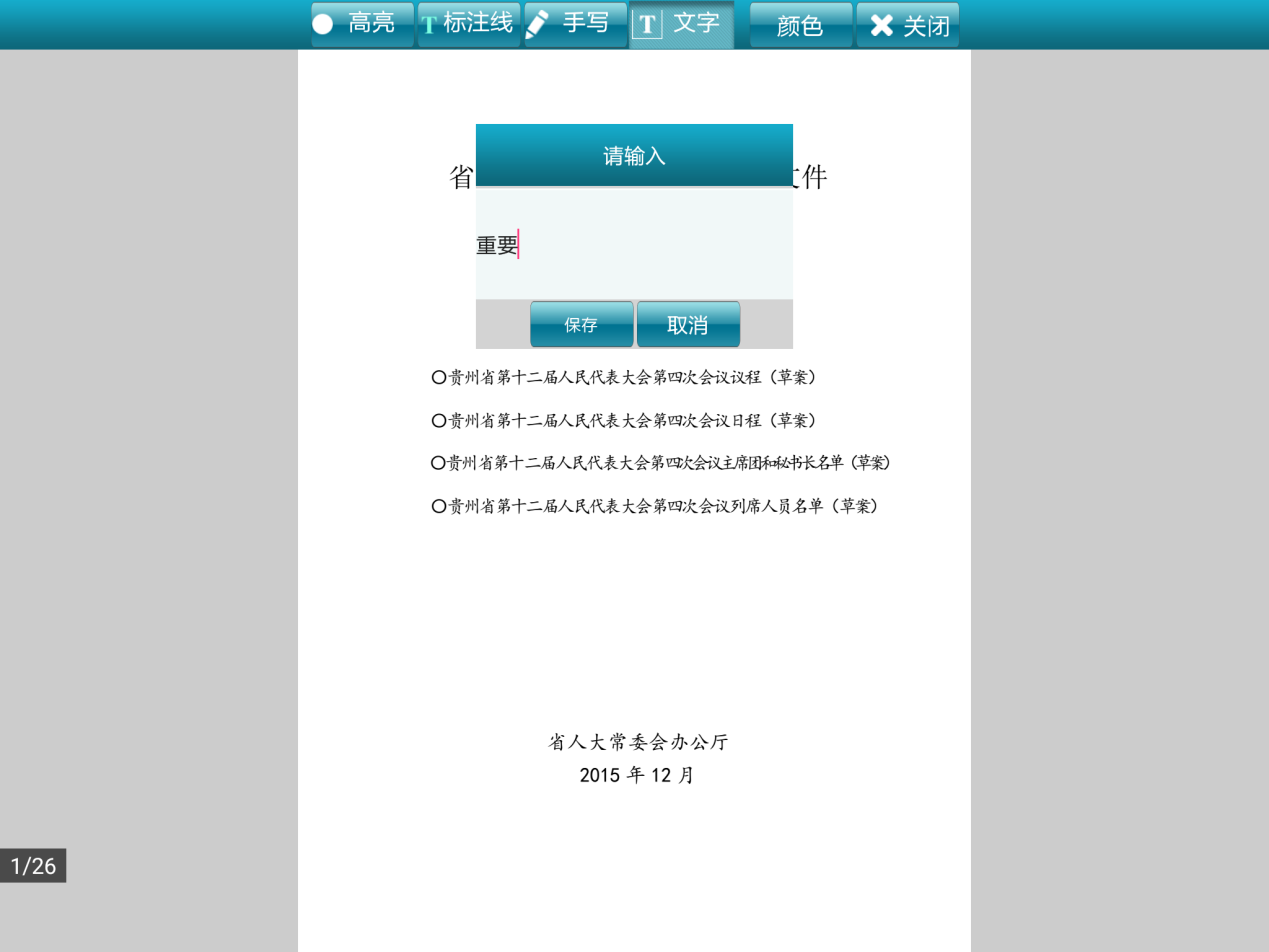 高亮 T 标注线 手写 T 文字 颜色 关闭
请输入
省 件
重要
保存 取消
〇贵州省第十二届人民代表大会第四次会议议程（草案）
〇贵州省第十二届人民代表大会第四次会议日程（草案）
〇贵州省第十二届人民代表大会第四次会议主席团和秘书长名单（草案）
〇贵州省第十二届人民代表大会第四次会议列席人员名单（草案）
省人大常委会办公厅
2015 年 12 月
1/26